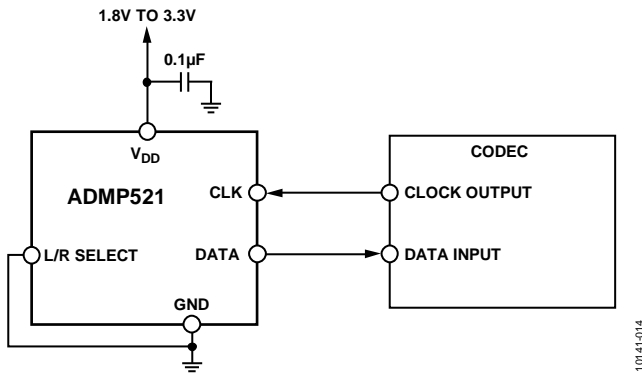 1.8V TO 3.3V
0.1µF
VDD
ADMP521
CLK
L/R SELECT
DATA
GND
CODEC
CLOCK OUTPUT
DATA INPUT
10141-014